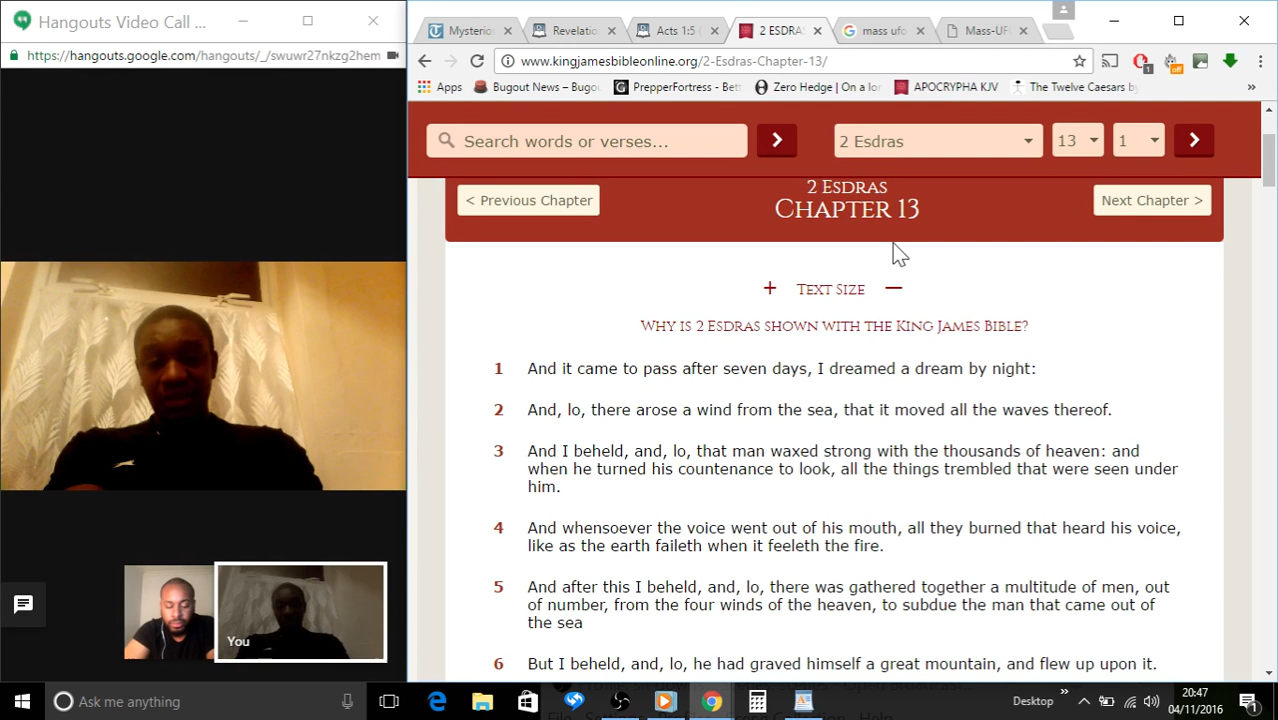 Hangouts Video Call ...
https://hangouts.google.com/hangouts/_/swuwr27nkzg2hem
You
Mysterio
Revelatio
Acts 1:5 (
2 ESDRA
mass ufo
Mass-UF
www.kingjamesbibleonline.org/2-Esdras-Chapter-13/
Apps
Bugout News – Bugo
PrepperFortress - Bett
Zero Hedge | On a lor
APOCRYPHA KJV
The Twelve Caesars by
»
Search words or verses...
2 Esdras
13
1
2 Esdras
Chapter 13
< Previous Chapter
Next Chapter >
+ Text Size −
Why is 2 Esdras shown with the King James Bible?
1 And it came to pass after seven days, I dreamed a dream by night:
2 And, lo, there arose a wind from the sea, that it moved all the waves thereof.
3 And I beheld, and, lo, that man waxed strong with the thousands of heaven: and
when he turned his countenance to look, all the things trembled that were seen under
him.
4 And whensoever the voice went out of his mouth, all they burned that heard his voice,
like as the earth faileth when it feeleth the fire.
5 And after this I beheld, and, lo, there was gathered together a multitude of men, out
of number, from the four winds of the heaven, to subdue the man that came out of
the sea
6 But I beheld, and, lo, he had graved himself a great mountain, and flew up upon it.
Ask me anything
Desktop
»
20:47
04/11/2016
1